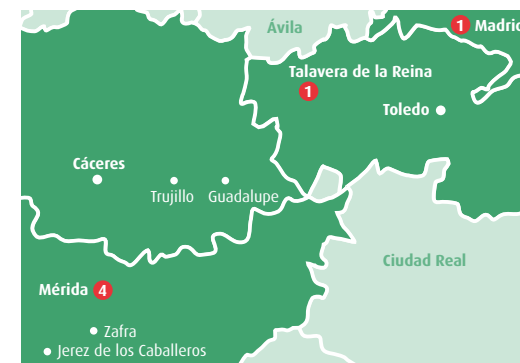 Ávila
1 Madrid
Talavera de la Reina
1
Toledo
Cáceres
Trujillo
Guadalupe
Ciudad Real
Mérida 4
Zafra
Jerez de los Caballeros